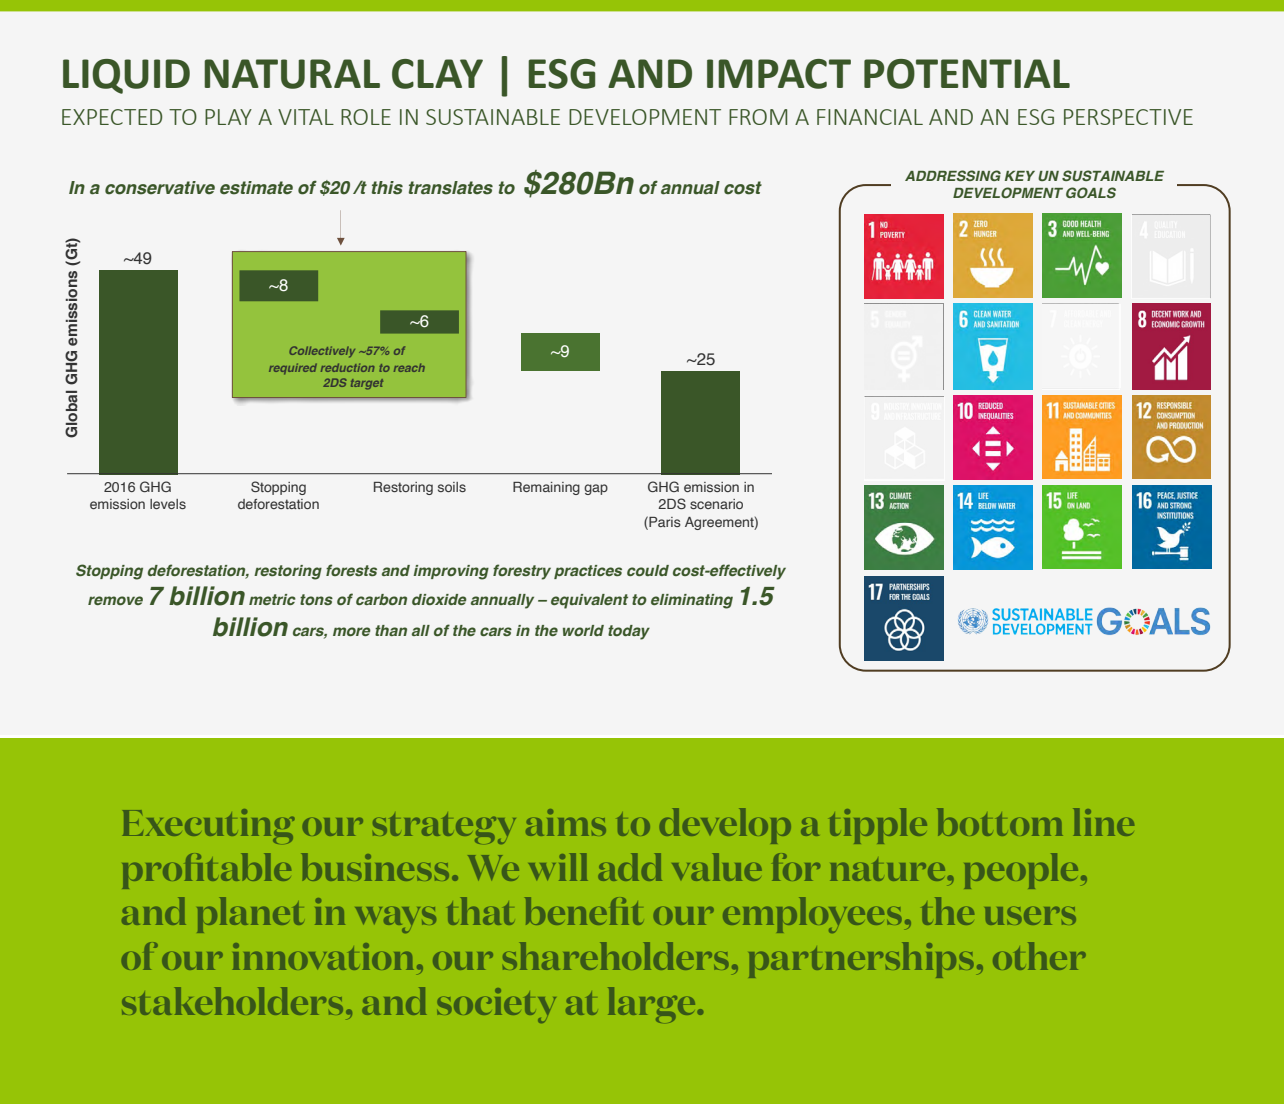 LIQUID NATURAL CLAY | ESG AND IMPACT POTENTIAL
EXPECTED TO PLAY A VITAL ROLE IN SUSTAINABLE DEVELOPMENT FROM A FINANCIAL AND AN ESG PERSPECTIVE
In a conservative estimate of $20 /t this translates to $280Bn of annual cost
Global GHG emissions (Gt)
~49
~8
~6
Collectively ~57% of
required reduction to reach
2DS target
~9
~25
2016 GHG
emission levels
Stopping
deforestation
Restoring soils
Remaining gap
GHG emission in
2DS scenario
(Paris Agreement)
Stopping deforestation, restoring forests and improving forestry practices could cost-effectively
remove 7 billion metric tons of carbon dioxide annually – equivalent to eliminating 1.5
billion cars, more than all of the cars in the world today
ADDRESSING KEY UN SUSTAINABLE
DEVELOPMENT GOALS
1 NO
POVERTY
2 ZERO
HUNGER
3 GOOD HEALTH
AND WELL-BEING
4 QUALITY
EDUCATION
5 GENDER
EQUALITY
6 CLEAN WATER
AND SANITATION
7
8 DECENT WORK AND
ECONOMIC GROWTH
9
10 REDUCED
INEQUALITIES
11 SUSTAINABLE CITIES
AND COMMUNITIES
12 RESPONSIBLE
CONSUMPTION
AND PRODUCTION
13 CLIMATE
ACTION
14 LIFE
BELOW WATER
15 LIFE
ON LAND
16 PEACE, JUSTICE
AND STRONG
INSTITUTIONS
17 PARTNERSHIPS
FOR THE GOALS
SUSTAINABLE
DEVELOPMENT GOALS
Executing our strategy aims to develop a tipple bottom line
profitable business. We will add value for nature, people,
and planet in ways that benefit our employees, the users
of our innovation, our shareholders, partnerships, other
stakeholders, and society at large.